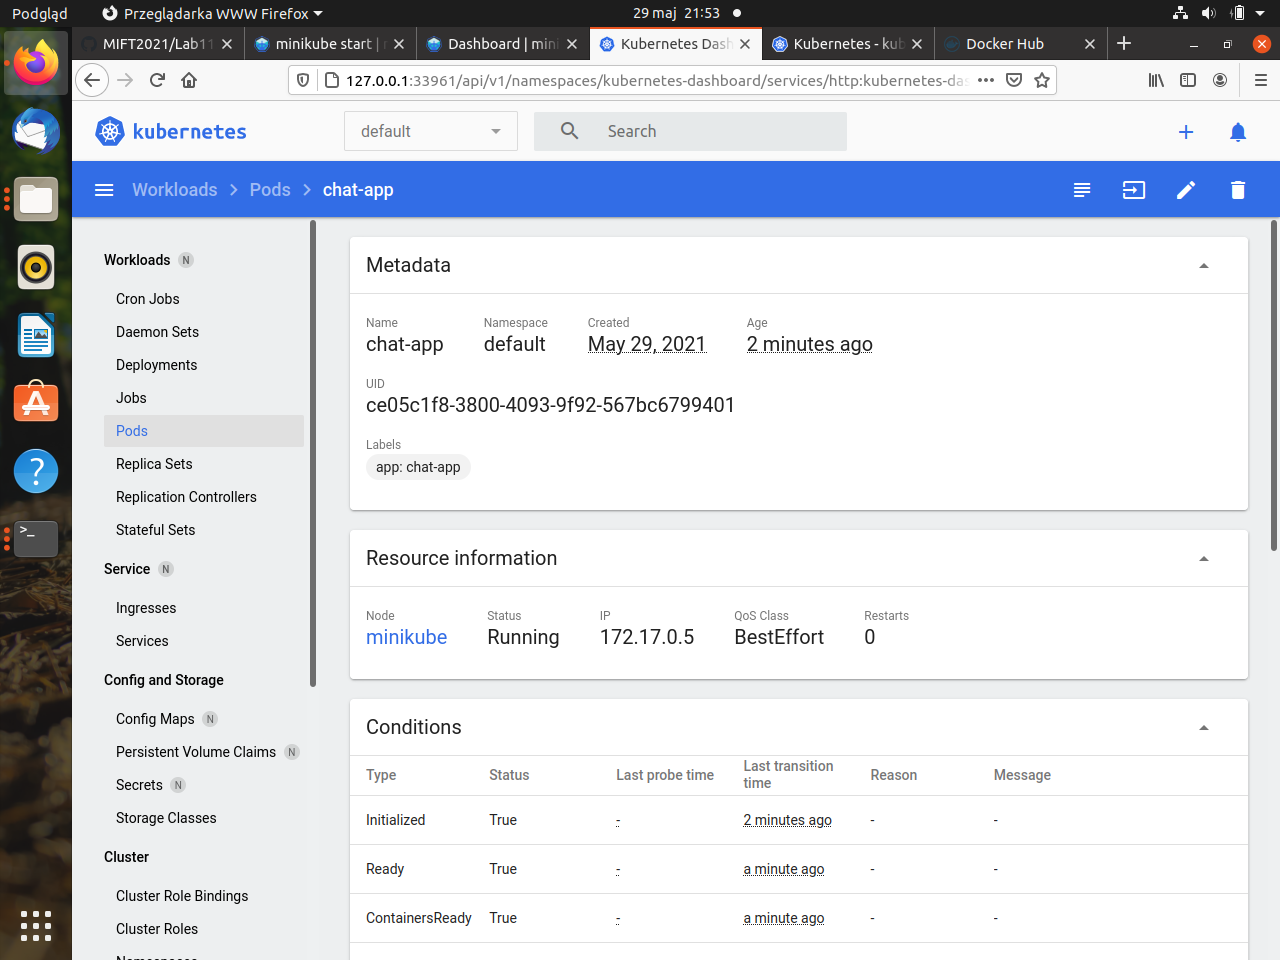 Podgląd
Przeglądarka WWW Firefox
29 maj 21:53
MIFT2021/Lab11
minikube start |
Dashboard | mini
Kubernetes Dash
Kubernetes - kub
Docker Hub
127.0.0.1:33961/api/v1/namespaces/kubernetes-dashboard/services/http:kubernetes-das
kubernetes
default
Search
Workloads
Pods
chat-app
Workloads N
Cron Jobs
Daemon Sets
Deployments
Jobs
Pods
Replica Sets
Replication Controllers
Stateful Sets
Service N
Ingresses
Services
Config and Storage
Config Maps N
Persistent Volume Claims N
Secrets N
Storage Classes
Cluster
Cluster Role Bindings
Cluster Roles
Namespaces
Metadata
Name Namespace Created Age
chat-app default May 29, 2021 2 minutes ago
UID
ce05c1f8-3800-4093-9f92-567bc6799401
Labels
app: chat-app
Resource information
Node Status IP QoS Class Restarts
minikube Running 172.17.0.5 BestEffort 0
Conditions
Type Status Last probe time Last transition time Reason Message
Initialized True - 2 minutes ago - -
Ready True - a minute ago - -
ContainersReady True - a minute ago - -